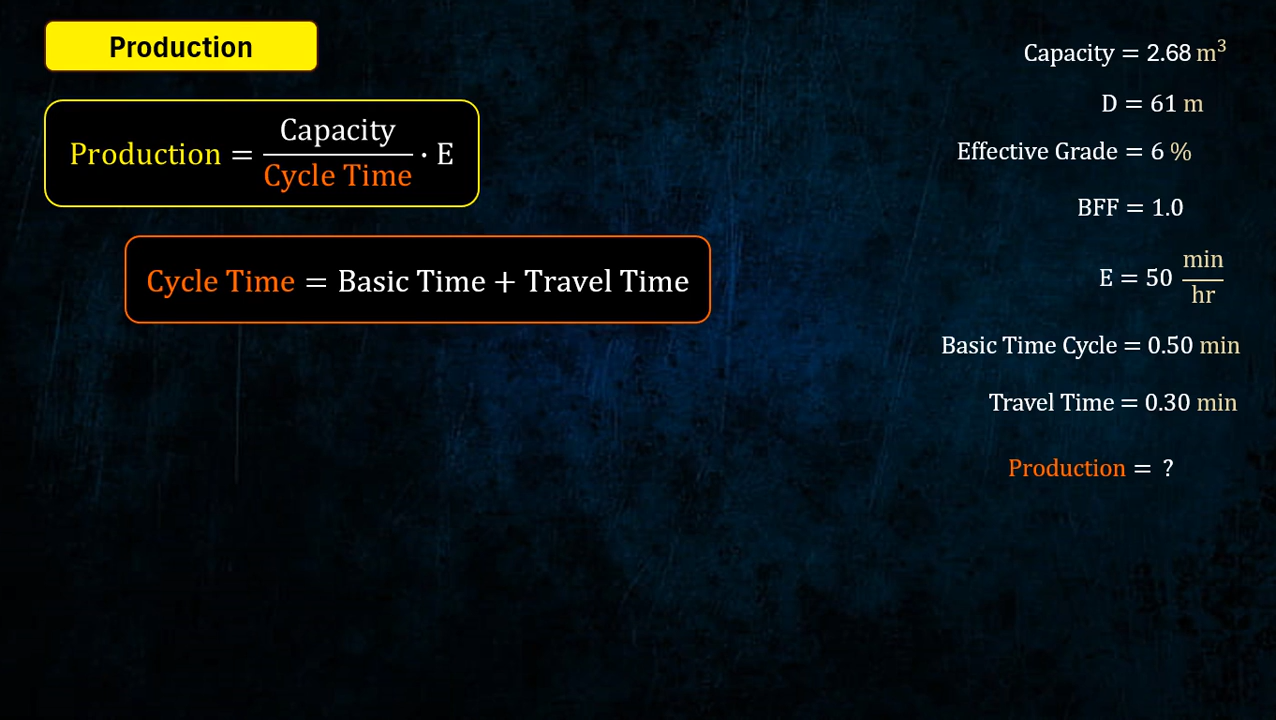 Production
Production = Capacity / Cycle Time · E
Cycle Time = Basic Time + Travel Time
Capacity = 2.68 m³
D = 61 m
Effective Grade = 6 %
BFF = 1.0
E = 50 min / hr
Basic Time Cycle = 0.50 min
Travel Time = 0.30 min
Production = ?